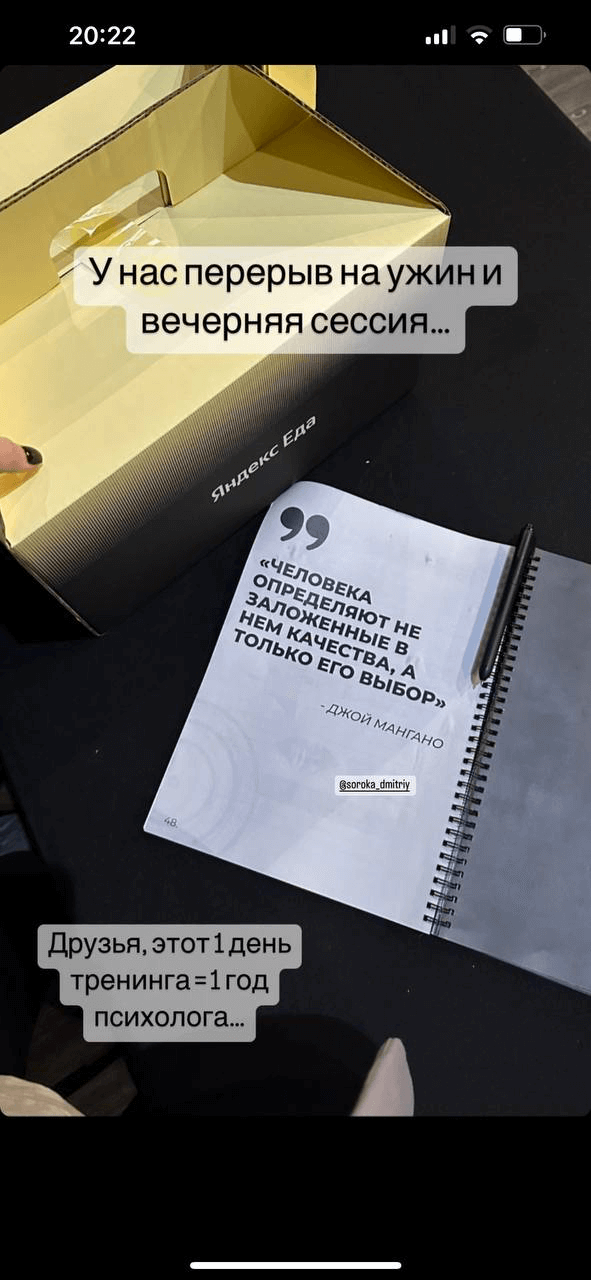 20:22
У нас перерыв на ужин и
вечерняя сессия...
Яндекс Еда
«ЧЕЛОВЕКА
ОПРЕДЕЛЯЮТ НЕ
ЗАЛОЖЕННЫЕ В
НЕМ КАЧЕСТВА, А
ТОЛЬКО ЕГО ВЫБОР»
- ДЖОЙ МАНГАНО
@soroka_dmitriy
48.
Друзья, этот 1 день
тренинга=1 год
психолога...